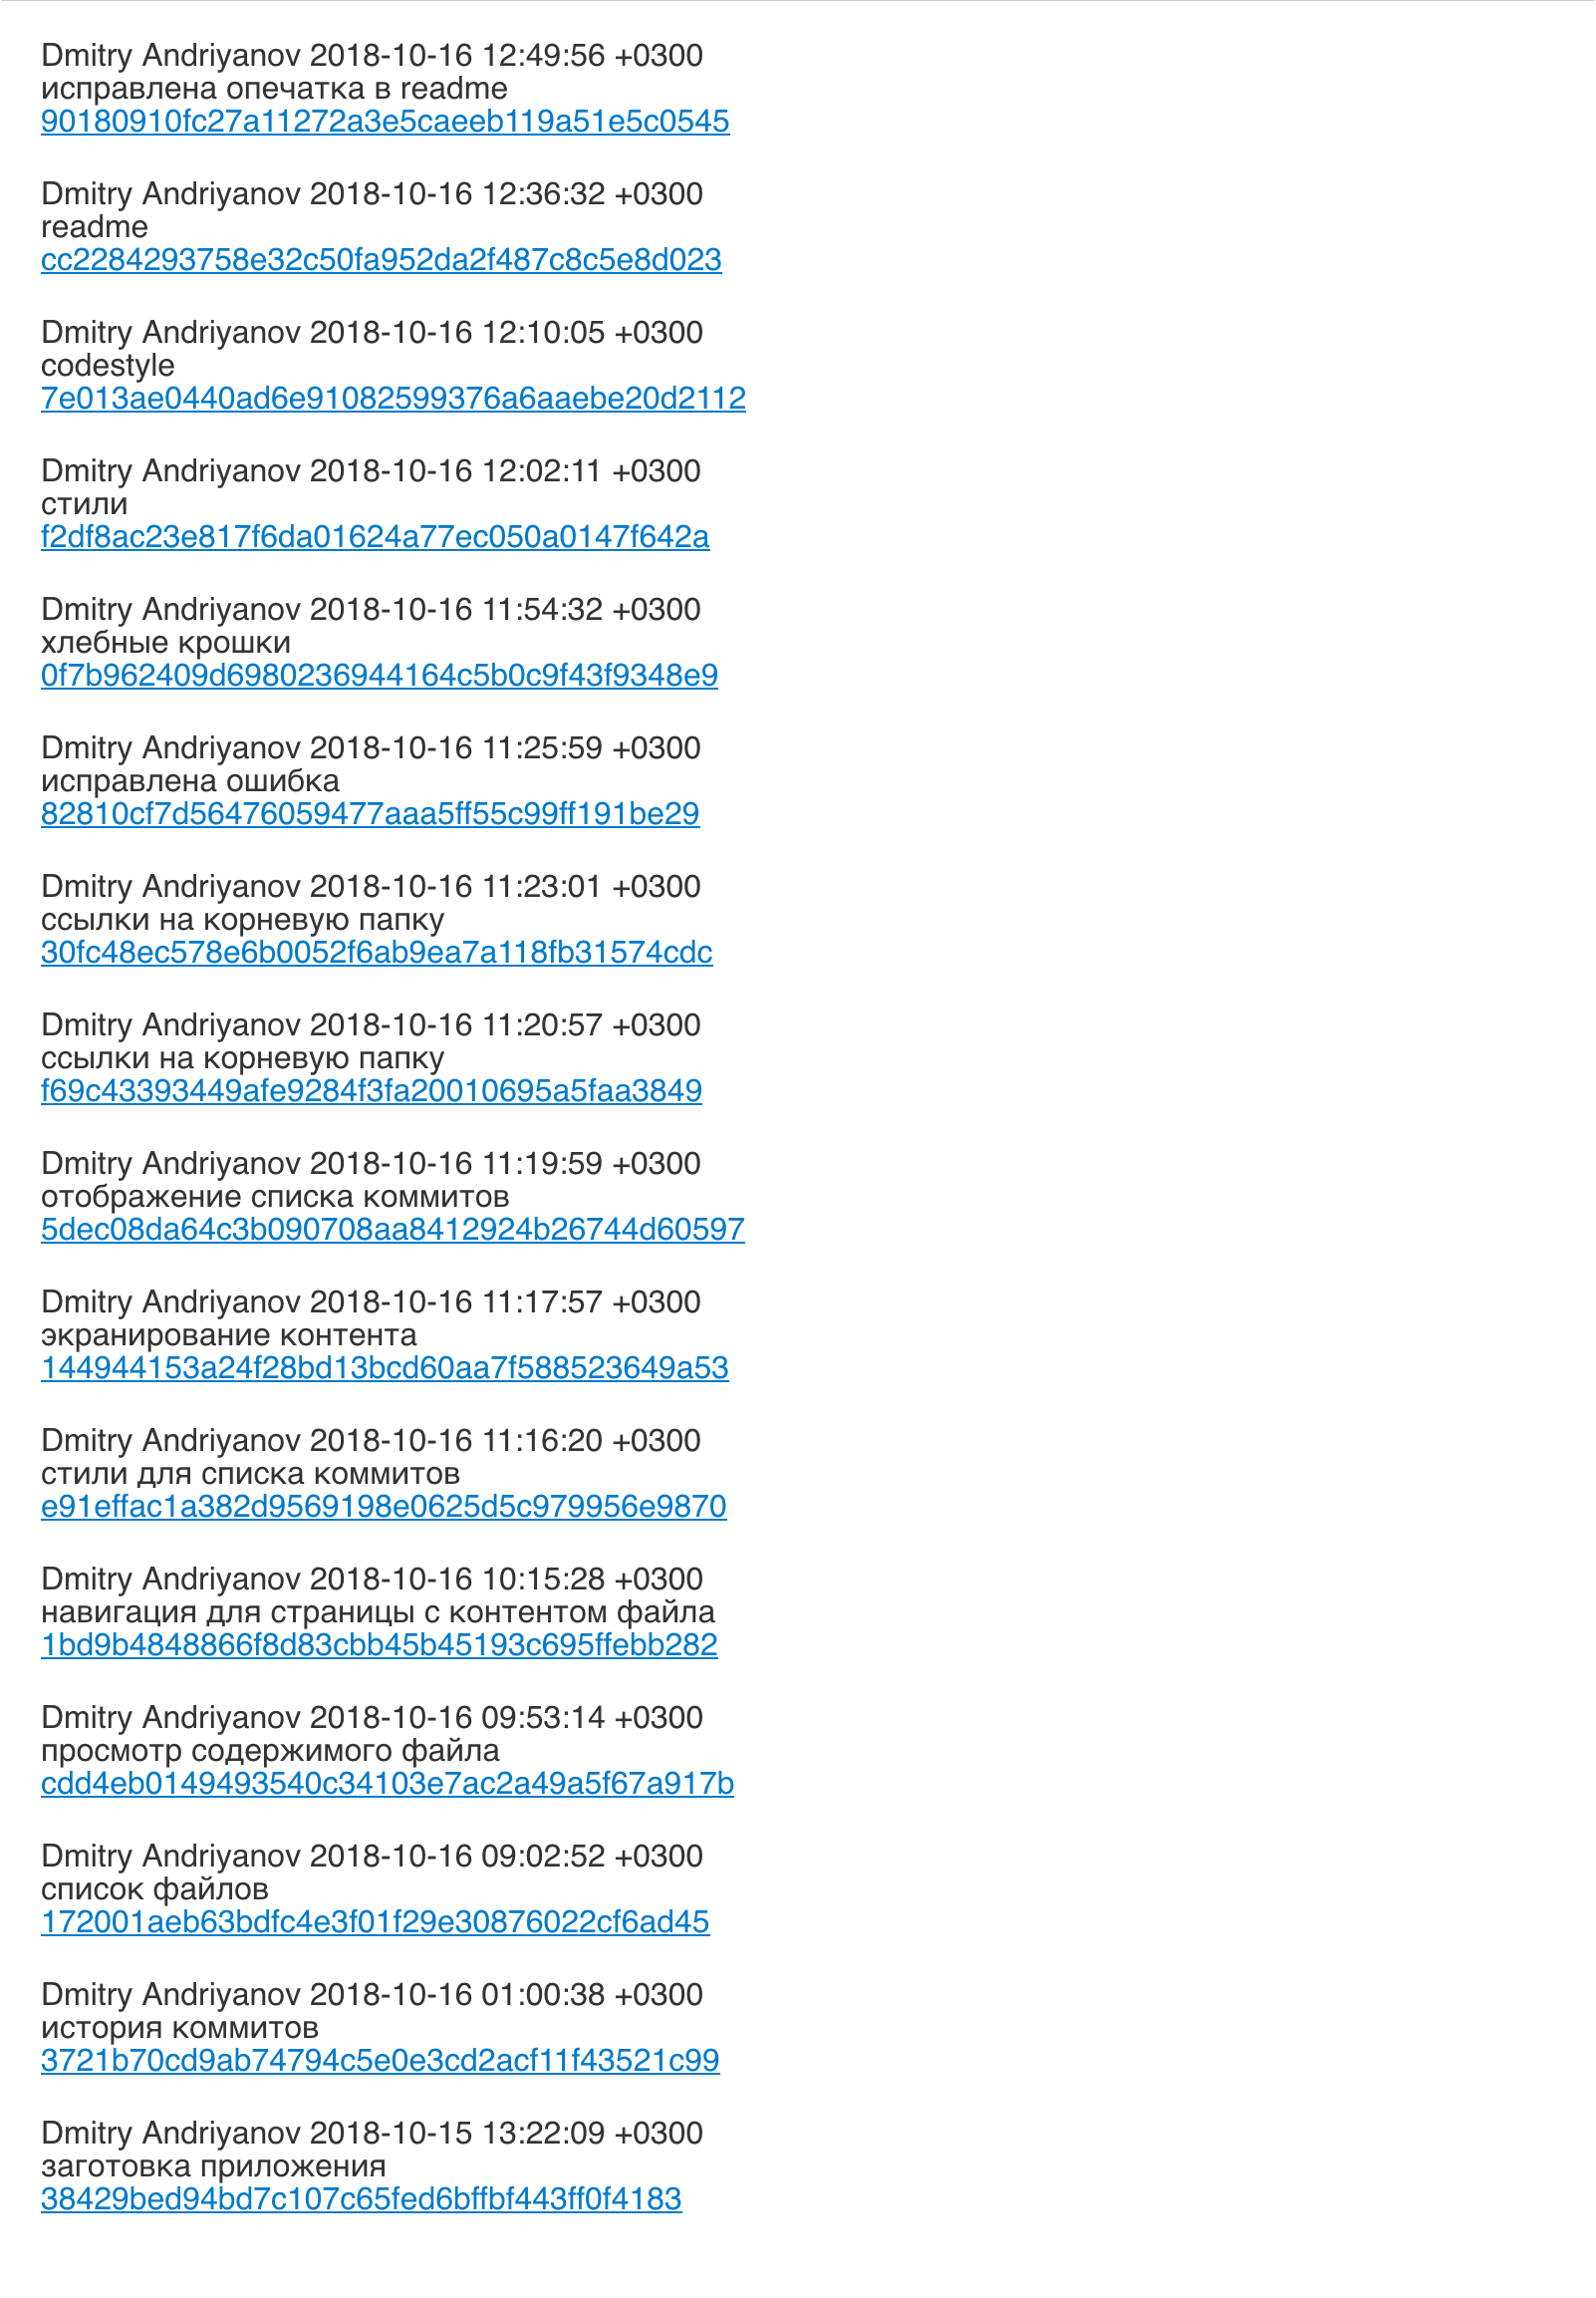 Dmitry Andriyanov 2018-10-16 12:49:56 +0300
исправлена опечатка в readme
90180910fc27a11272a3e5caeeb119a51e5c0545
Dmitry Andriyanov 2018-10-16 12:36:32 +0300
readme
cc2284293758e32c50fa952da2f487c8c5e8d023
Dmitry Andriyanov 2018-10-16 12:10:05 +0300
codestyle
7e013ae0440ad6e91082599376a6aaebe20d2112
Dmitry Andriyanov 2018-10-16 12:02:11 +0300
стили
f2df8ac23e817f6da01624a77ec050a0147f642a
Dmitry Andriyanov 2018-10-16 11:54:32 +0300
хлебные крошки
0f7b962409d6980236944164c5b0c9f43f9348e9
Dmitry Andriyanov 2018-10-16 11:25:59 +0300
исправлена ошибка
82810cf7d56476059477aaa5ff55c99ff191be29
Dmitry Andriyanov 2018-10-16 11:23:01 +0300
ссылки на корневую папку
30fc48ec578e6b0052f6ab9ea7a118fb31574cdc
Dmitry Andriyanov 2018-10-16 11:20:57 +0300
ссылки на корневую папку
f69c43393449afe9284f3fa20010695a5faa3849
Dmitry Andriyanov 2018-10-16 11:19:59 +0300
отображение списка коммитов
5dec08da64c3b090708aa8412924b26744d60597
Dmitry Andriyanov 2018-10-16 11:17:57 +0300
экранирование контента
144944153a24f28bd13bcd60aa7f588523649a53
Dmitry Andriyanov 2018-10-16 11:16:20 +0300
стили для списка коммитов
e91effac1a382d9569198e0625d5c979956e9870
Dmitry Andriyanov 2018-10-16 10:15:28 +0300
навигация для страницы с контентом файла
1bd9b4848866f8d83cbb45b45193c695ffebb282
Dmitry Andriyanov 2018-10-16 09:53:14 +0300
просмотр содержимого файла
cdd4eb0149493540c34103e7ac2a49a5f67a917b
Dmitry Andriyanov 2018-10-16 09:02:52 +0300
список файлов
172001aeb63bdfc4e3f01f29e30876022cf6ad45
Dmitry Andriyanov 2018-10-16 01:00:38 +0300
история коммитов
3721b70cd9ab74794c5e0e3cd2acf11f43521c99
Dmitry Andriyanov 2018-10-15 13:22:09 +0300
заготовка приложения
38429bed94bd7c107c65fed6bffbf443ff0f4183